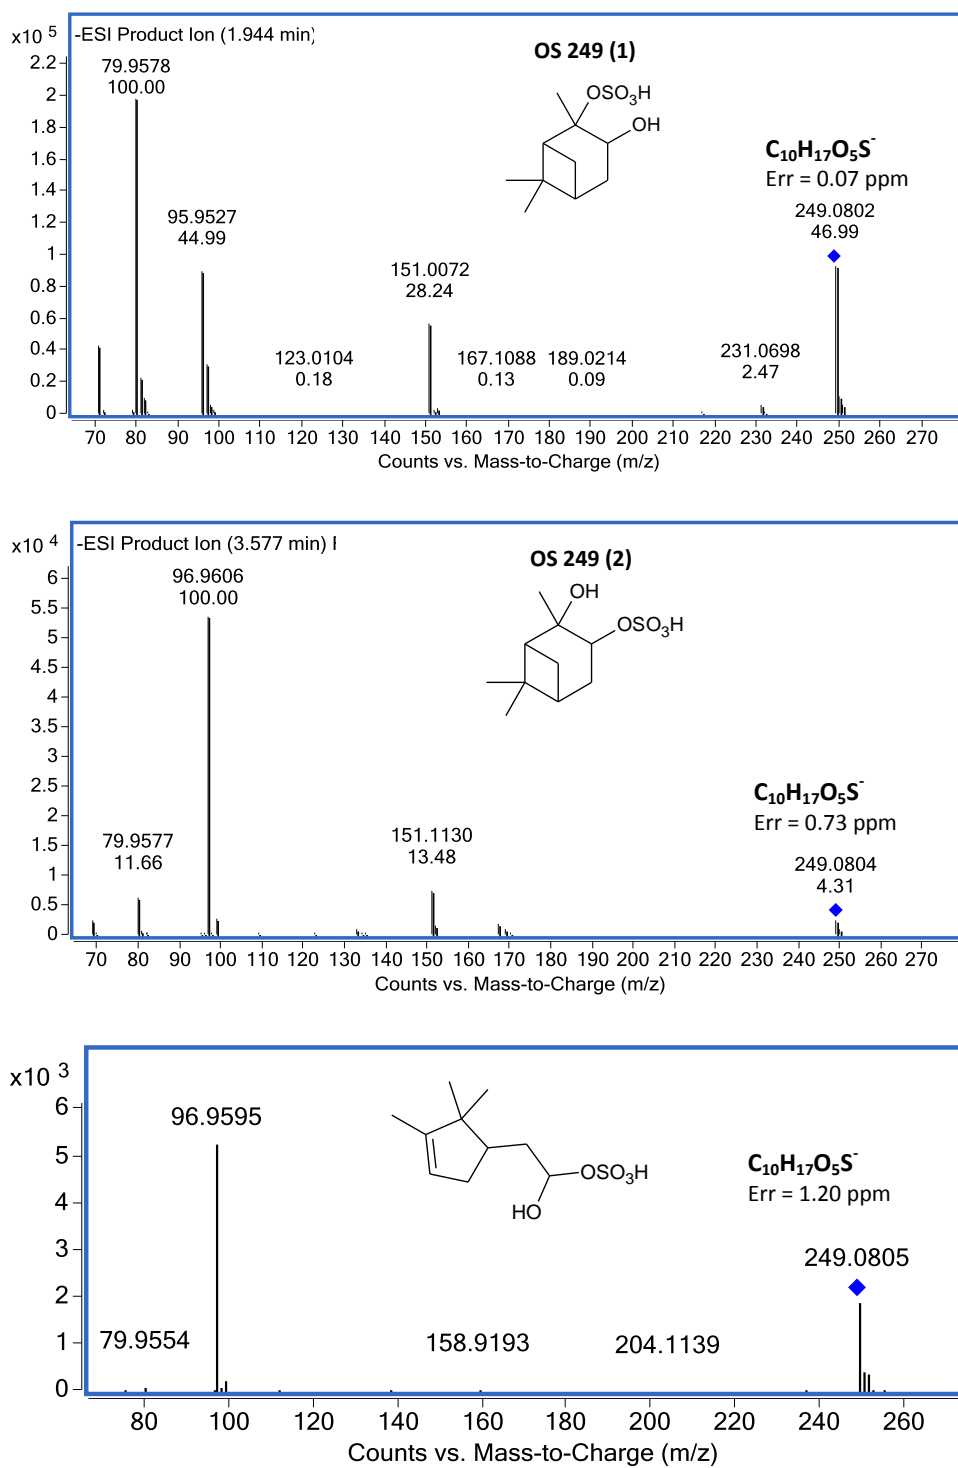 x10 5
-ESI Product Ion (1.944 min)
OS 249 (1)
OSO3H
OH
C10H17O5S-
Err = 0.07 ppm
79.9578
100.00
95.9527
44.99
123.0104
0.18
151.0072
28.24
167.1088
0.13
189.0214
0.09
231.0698
2.47
249.0802
46.99
2.2
2
1.8
1.6
1.4
1.2
1
0.8
0.6
0.4
0.2
0
70 80 90 100 110 120 130 140 150 160 170 180 190 200 210 220 230 240 250 260 270
Counts vs. Mass-to-Charge (m/z)
x10 4
-ESI Product Ion (3.577 min)
OS 249 (2)
OH
OSO3H
C10H17O5S-
Err = 0.73 ppm
96.9606
100.00
79.9577
11.66
151.1130
13.48
249.0804
4.31
6
5.5
5
4.5
4
3.5
3
2.5
2
1.5
1
0.5
0
70 80 90 100 110 120 130 140 150 160 170 180 190 200 210 220 230 240 250 260 270
Counts vs. Mass-to-Charge (m/z)
x10 3
96.9595
OSO3H
HO
C10H17O5S-
Err = 1.20 ppm
249.0805
79.9554
158.9193
204.1139
6
5
4
3
2
1
0
80 100 120 140 160 180 200 220 240 260
Counts vs. Mass-to-Charge (m/z)